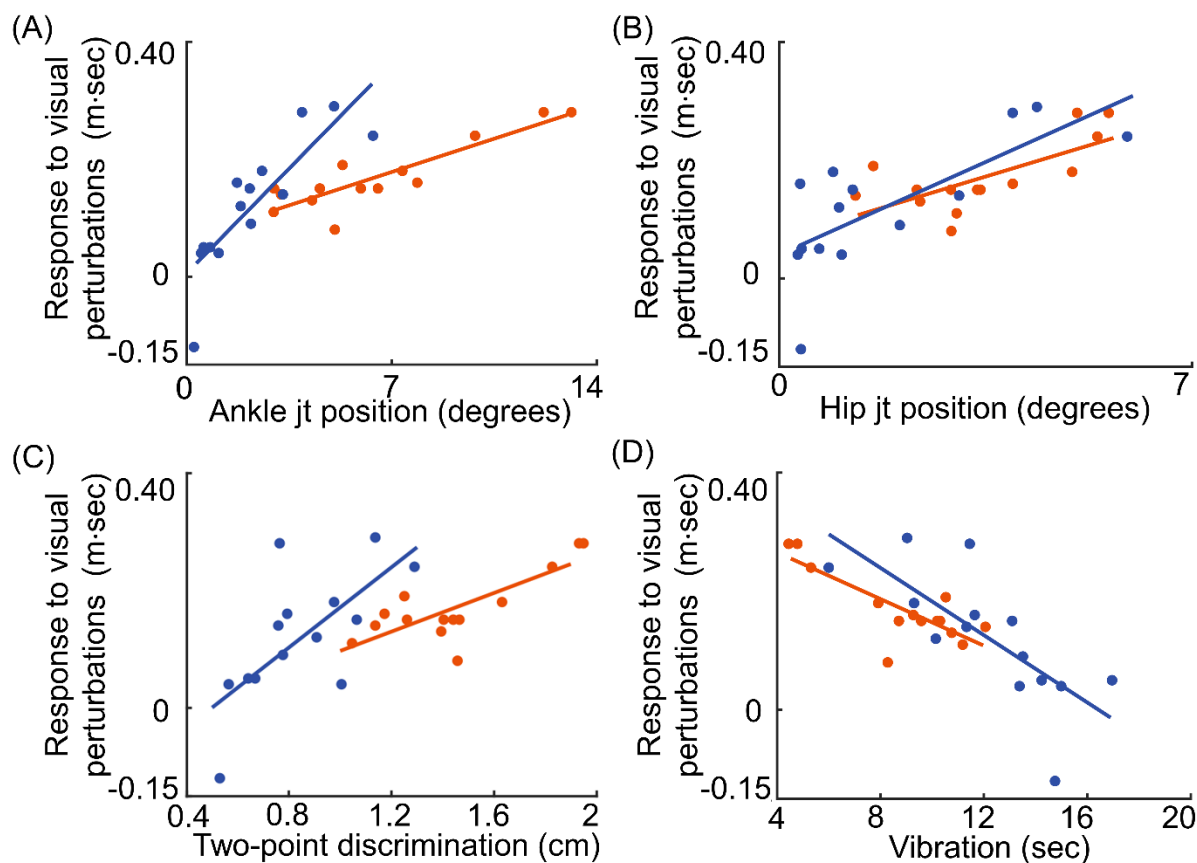 (A)
Response to visual
perturbations (m·sec)
0.40
0
-0.15
0 7 14
Ankle jt position (degrees)
(B)
Response to visual
perturbations (m·sec)
0.40
0
-0.15
0 7
Hip jt position (degrees)
(C)
Response to visual
perturbations (m·sec)
0.40
0
-0.15
0.4 0.8 1.2 1.6 2
Two-point discrimination (cm)
(D)
Response to visual
perturbations (m·sec)
0.40
0
-0.15
4 8 12 16 20
Vibration (sec)